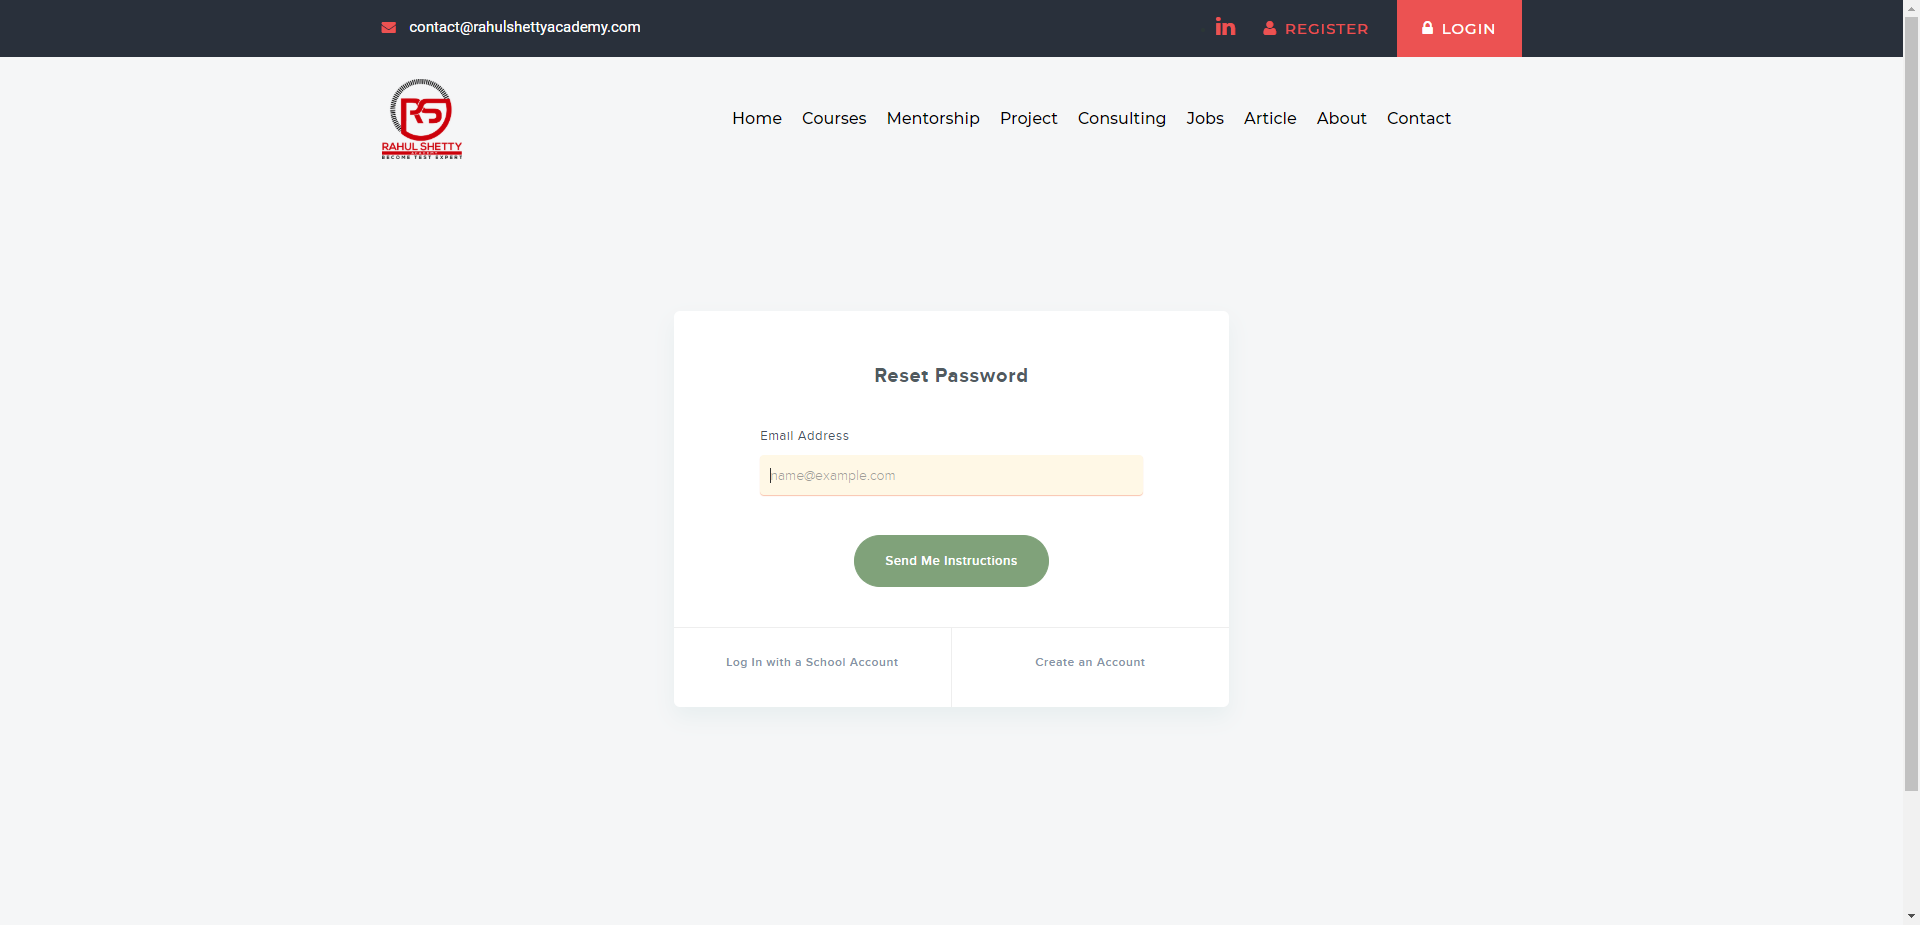 contact@rahulshettyacademy.com
REGISTER
LOGIN
RS
RAHUL SHETTY
ACADEMY
BECOME TEST EXPERT
Home Courses Mentorship Project Consulting Jobs Article About Contact
Reset Password
Email Address
name@example.com
Send Me Instructions
Log In with a School Account
Create an Account